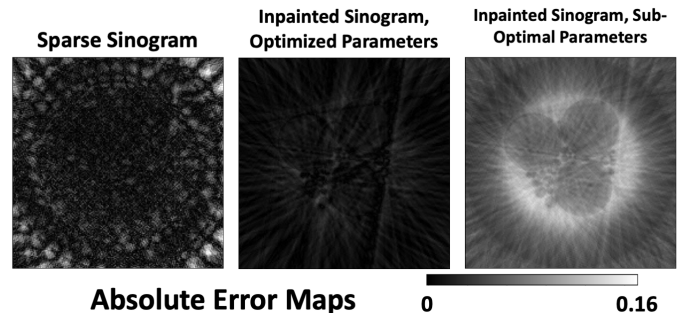 Sparse Sinogram
Inpainted Sinogram,
Optimized Parameters
Inpainted Sinogram, Sub-
Optimal Parameters
Absolute Error Maps
0
0.16